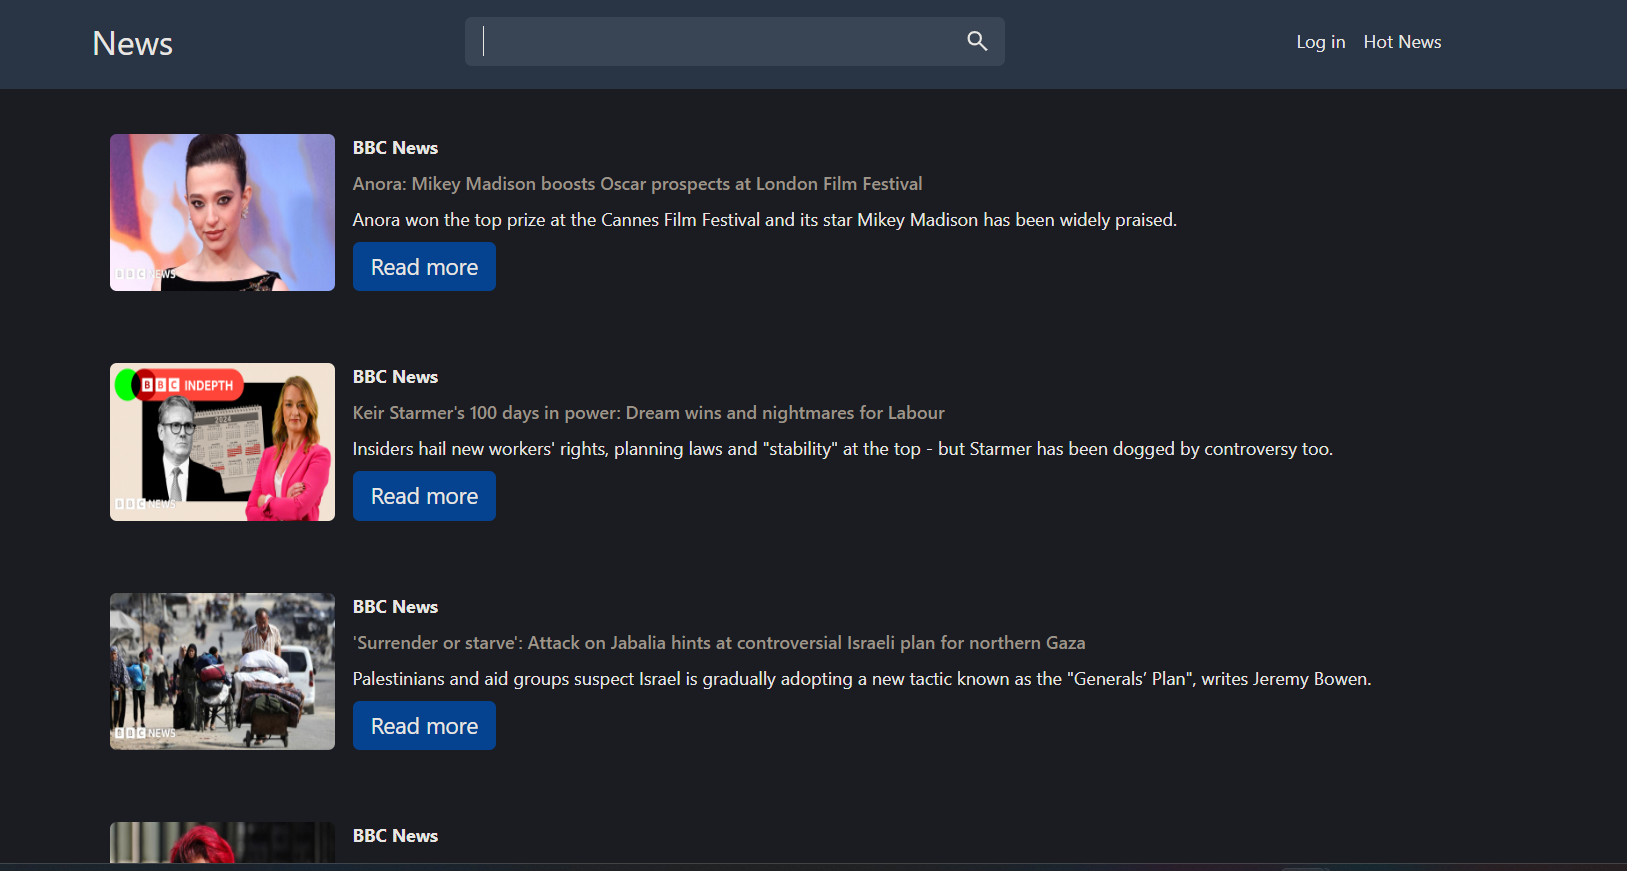 News
Log in Hot News
BBC News
Anora: Mikey Madison boosts Oscar prospects at London Film Festival
Anora won the top prize at the Cannes Film Festival and its star Mikey Madison has been widely praised.
Read more
BBC NEWS
BBC News
Keir Starmer's 100 days in power: Dream wins and nightmares for Labour
Insiders hail new workers' rights, planning laws and "stability" at the top - but Starmer has been dogged by controversy too.
Read more
BBC INDEPTH
2024
BBC NEWS
BBC News
'Surrender or starve': Attack on Jabalia hints at controversial Israeli plan for northern Gaza
Palestinians and aid groups suspect Israel is gradually adopting a new tactic known as the "Generals’ Plan", writes Jeremy Bowen.
Read more
BBC NEWS
BBC News